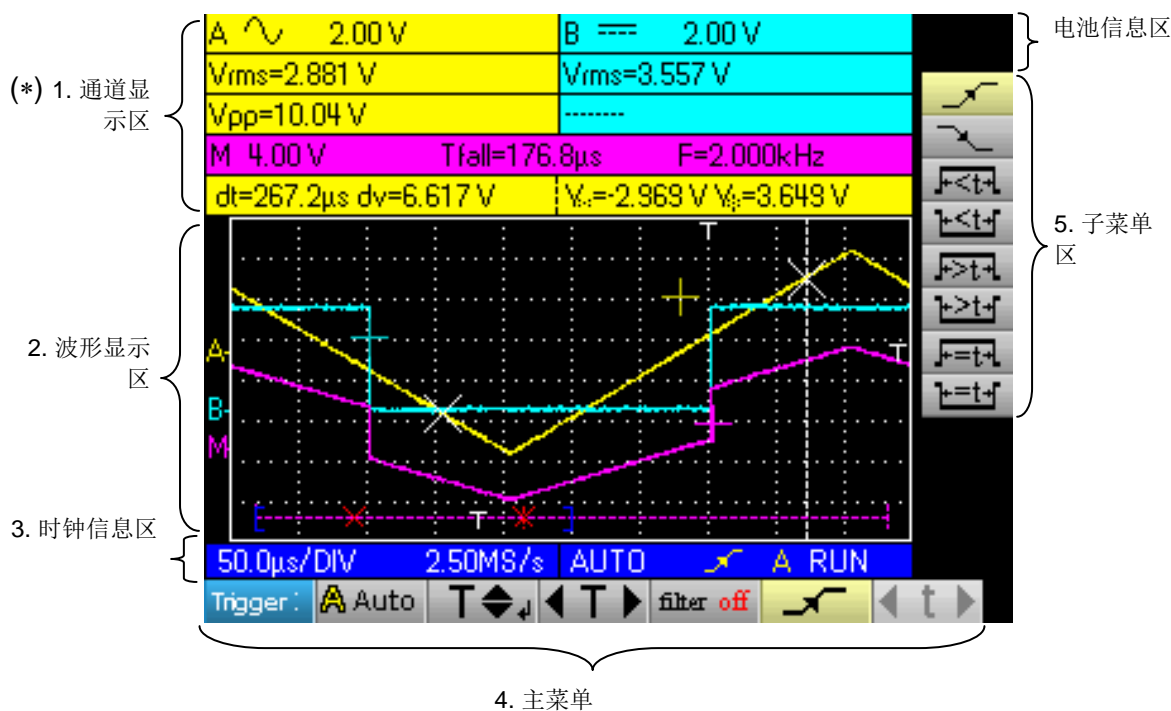 电池信息区
(*) 1. 通道显
示区
A 2.00 V
B 2.00 V
Vrms=2.881 V
Vrms=3.557 V
Vpp=10.04 V
--------
M 4.00 V Tfall=176.8µs F=2.000kHz
dt=267.2µs dv=6.617 V
=-2.969 V =3.649 V
<t
<t
>t
>t
=t
=t
5. 子菜单
区
2. 波形显示
区
T
A
T
B
M
T
3. 时钟信息区
50.0µs/DIV 2.50MS/s AUTO A RUN
Trigger: A Auto T T filter off t
4. 主菜单